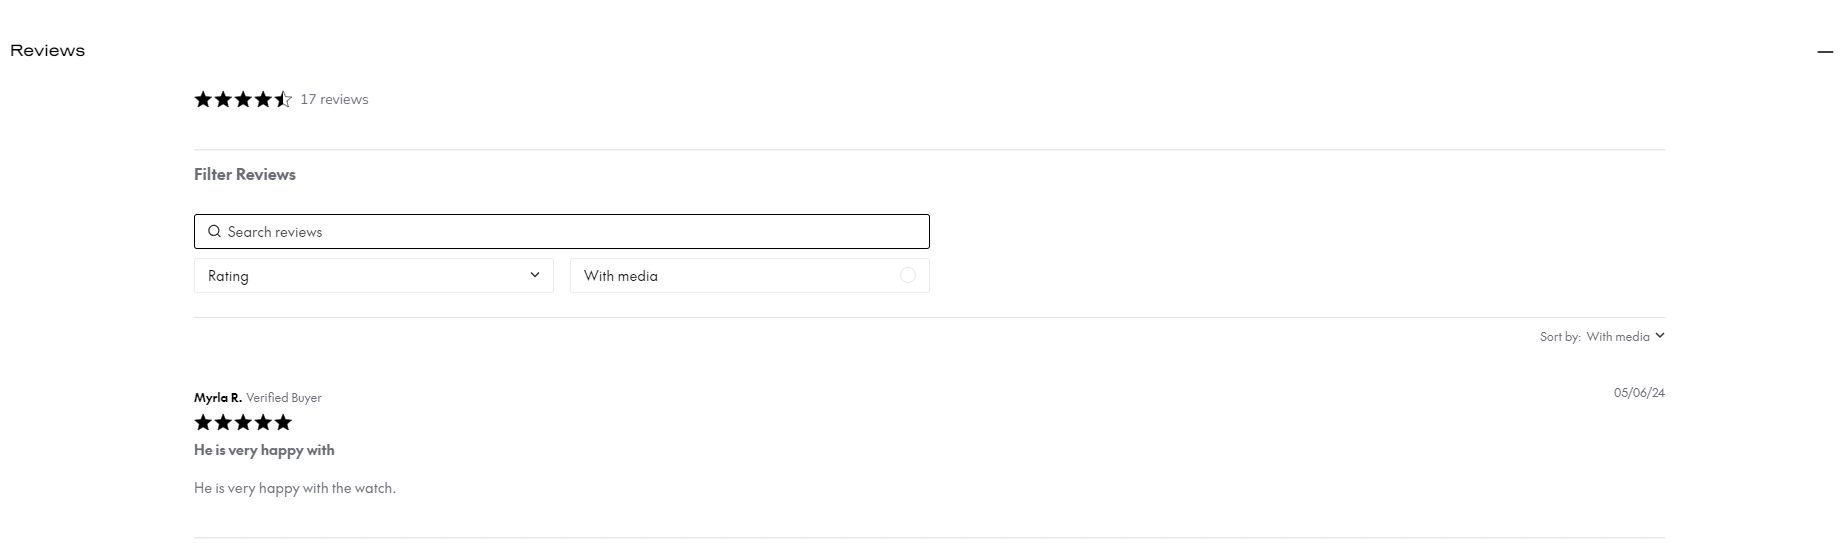 Reviews
17 reviews
Filter Reviews
Search reviews
Rating
With media
Sort by: With media
Myrla R. Verified Buyer
05/06/24
He is very happy with
He is very happy with the watch.